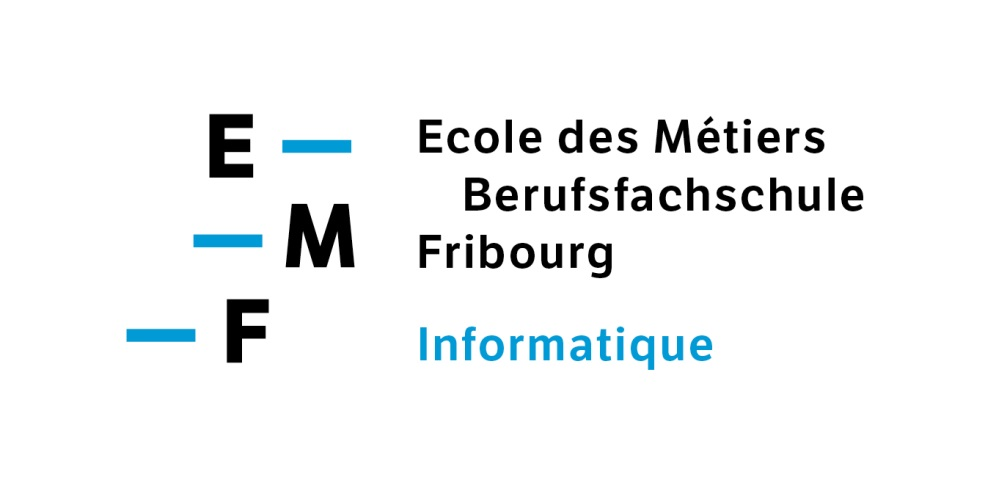 E
M
F
Ecole des Métiers
Berufsfachschule
Fribourg
Informatique